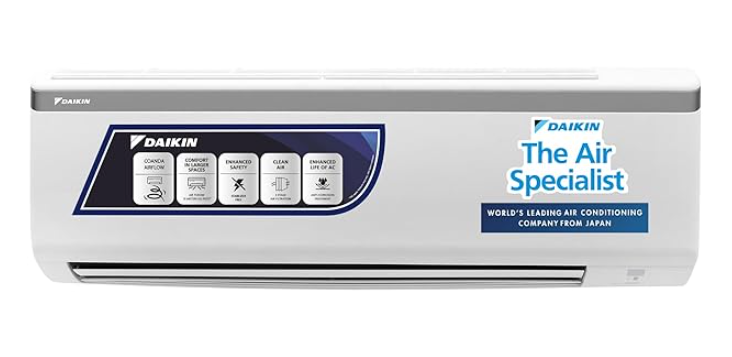 DAIKIN
DAIKIN
COANDA
AIRFLOW
COMFORT
IN LARGER
SPACES
ENHANCED
SAFETY
CLEAN
AIR
ENHANCED
LIFE OF AC
DAIKIN
The Air
Specialist
WORLD'S LEADING AIR CONDITIONING
COMPANY FROM JAPAN